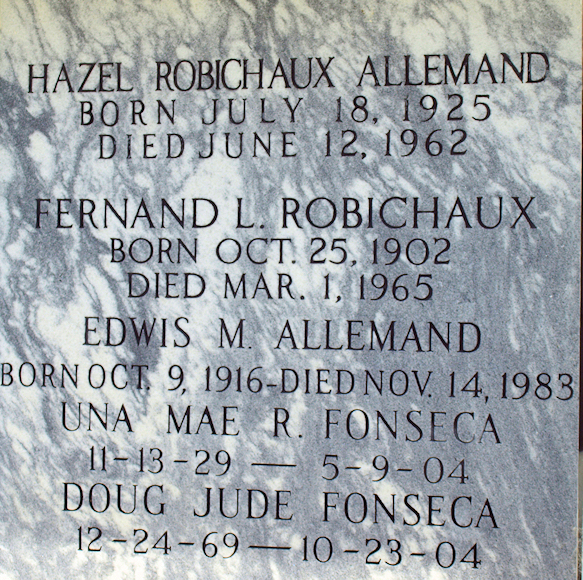 HAZEL ROBICHAUX ALLEMAND
BORN JULY 18, 1925
DIED JUNE 12, 1962
FERNAND L. ROBICHAUX
BORN OCT. 25, 1902
DIED MAR. 1, 1965
EDWIS M. ALLEMAND
BORN OCT. 9, 1916-DIED NOV. 14, 1983
UNA MAE R. FONSECA
11-13-29 — 5-9-04
DOUG JUDE FONSECA
12-24-69 — 10-23-04